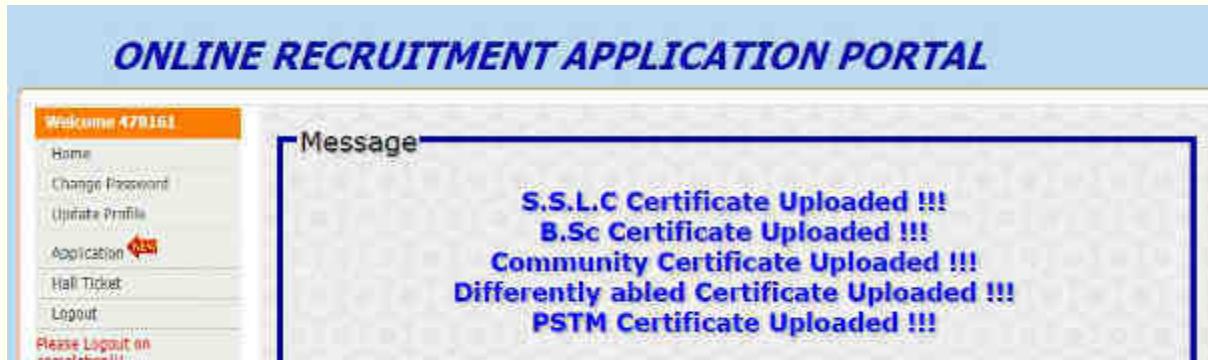 ONLINE RECRUITMENT APPLICATION PORTAL
Welcome 478161
Home
Change Password
Update Profile
Application
Hall Ticket
Logout
Please Logout on
Message
S.S.L.C Certificate Uploaded !!!
B.Sc Certificate Uploaded !!!
Community Certificate Uploaded !!!
Differently abled Certificate Uploaded !!!
PSTM Certificate Uploaded !!!